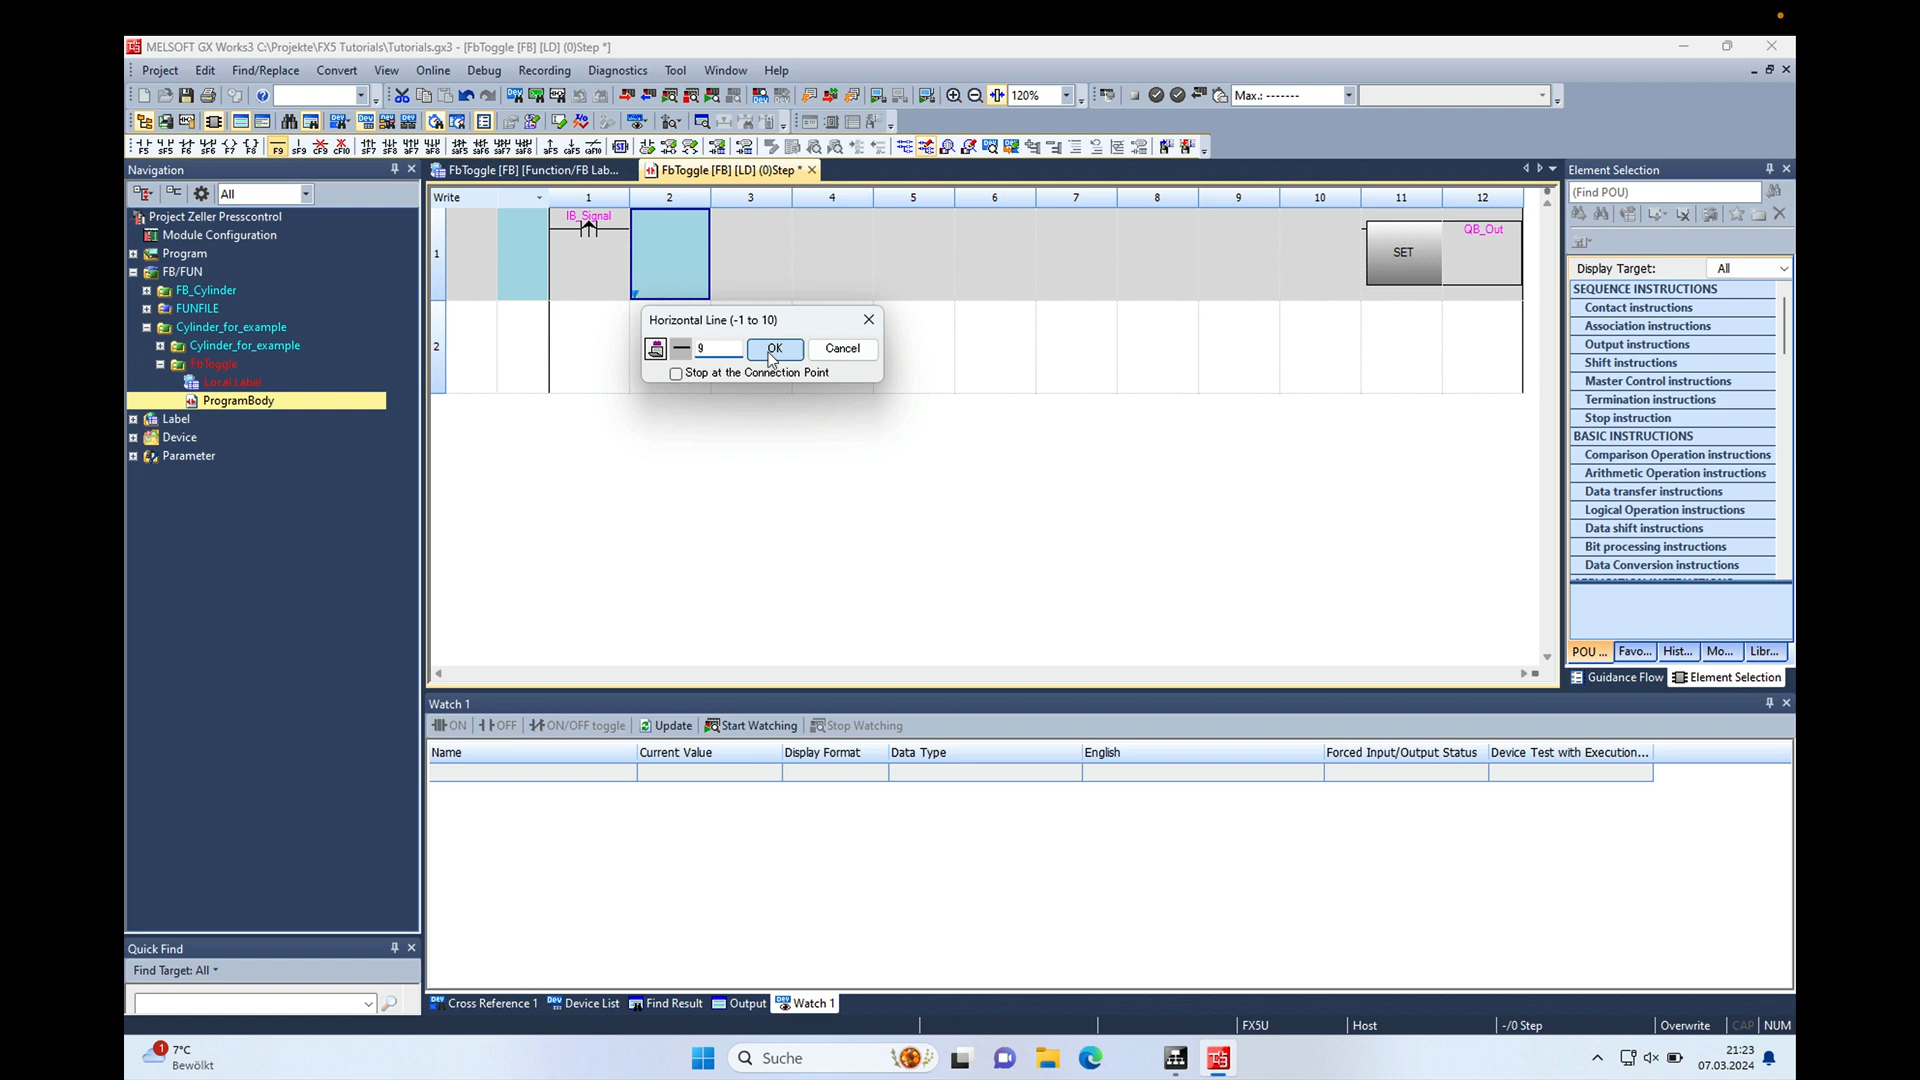 MELSOFT GX Works3 C:\Projekte\FX5 Tutorials\Tutorials.gx3 - [FbToggle [FB] [LD] (0)Step *]
Project Edit Find/Replace Convert View Online Debug Recording Diagnostics Tool Window Help
120% Max.: -------
Navigation
FbToggle [FB] [Function/FB Lab...
FbToggle [FB] [LD] (0)Step *
Element Selection
All
Write 1 2 3 4 5 6 7 8 9 10 11 12
(Find POU)
Project Zeller Presscontrol
Module Configuration
Program
FB/FUN
FB_Cylinder
FUNFILE
Cylinder_for_example
Cylinder_for_example
FbToggle
Local Label
ProgramBody
Label
Device
Parameter
IB_Signal
1
SET
QB_Out
2
Horizontal Line (-1 to 10)
9
OK
Cancel
Stop at the Connection Point
Display Target: All
SEQUENCE INSTRUCTIONS
Contact instructions
Association instructions
Output instructions
Shift instructions
Master Control instructions
Termination instructions
Stop instruction
BASIC INSTRUCTIONS
Comparison Operation instructions
Arithmetic Operation instructions
Data transfer instructions
Logical Operation instructions
Data shift instructions
Bit processing instructions
Data Conversion instructions
POU ... Favo... Hist... Mo... Libr...
Guidance Flow Element Selection
Watch 1
ON OFF ON/OFF toggle Update Start Watching Stop Watching
Name Current Value Display Format Data Type English Forced Input/Output Status Device Test with Execution...
Quick Find
Find Target: All
Cross Reference 1 Device List Find Result Output Watch 1
FX5U Host -/0 Step Overwrite CAP NUM
1
7°C
Bewölkt
Suche
21:23
07.03.2024